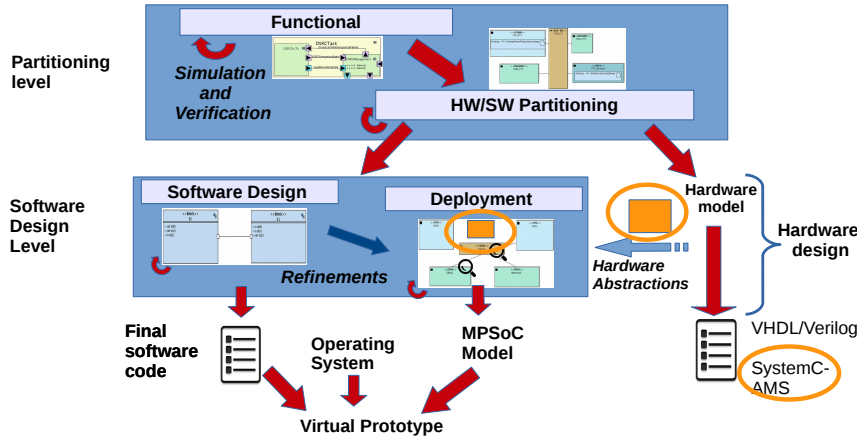 Functional
Partitioning
level
DSRCTask
Simulation
and
Verification
HW/SW Partitioning
Software
Design
Level
Software Design
Deployment
Hardware
model
Hardware
design
Refinements
Hardware
Abstractions
Final
software
code
Operating
System
MPSoC
Model
VHDL/Verilog
SystemC-
AMS
Virtual Prototype